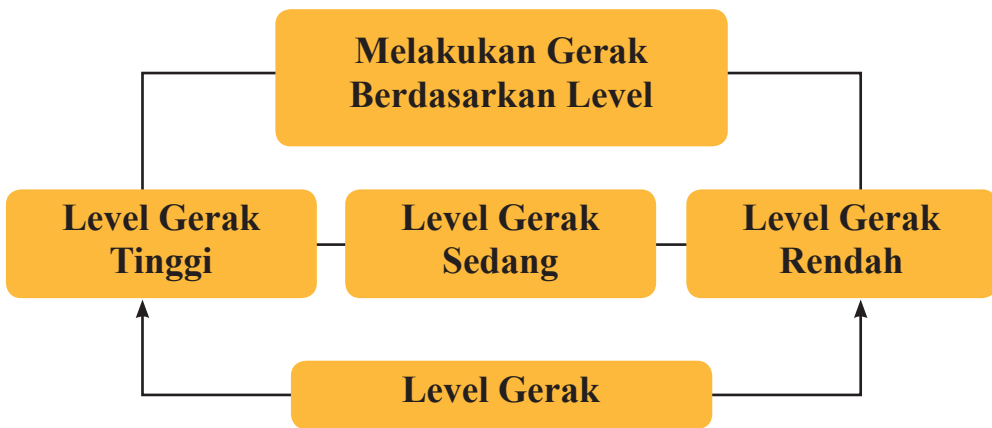 Melakukan Gerak
Berdasarkan Level
Level Gerak
Tinggi
Level Gerak
Sedang
Level Gerak
Rendah
Level Gerak